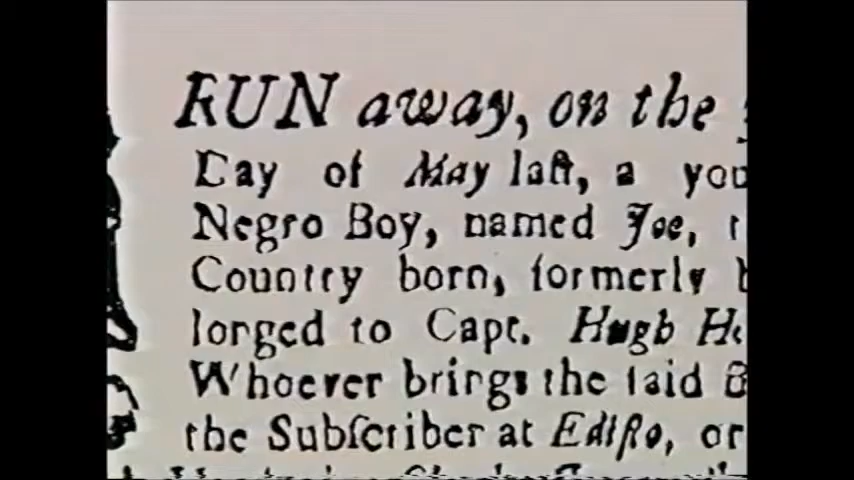 RUN away, on the
Day of May laſt, a you
Negro Boy, named Joe, t
Country born, formerly b
longed to Capt. Hugh He
Whoever brings the ſaid B
the Subſcriber at Ediſto, or